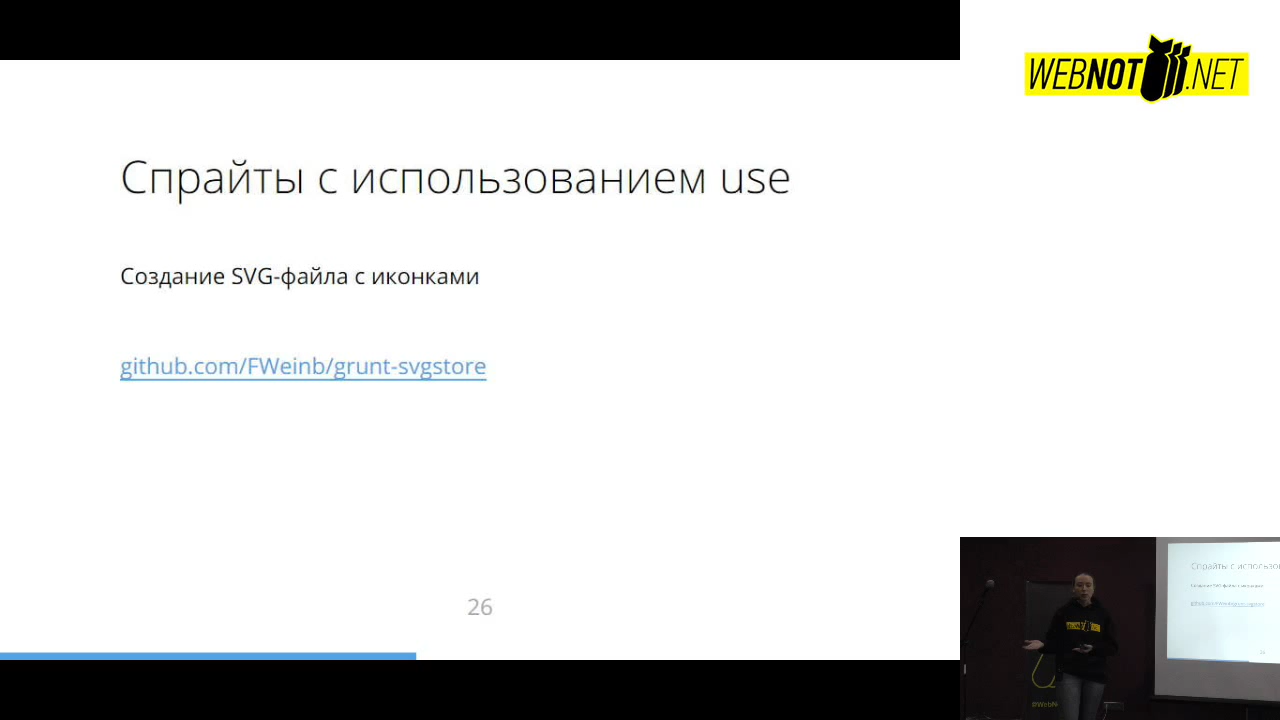 WEBNOT.NET
Спрайты с использованием use
Создание SVG-файла с иконками
github.com/FWeinb/grunt-svgstore
26